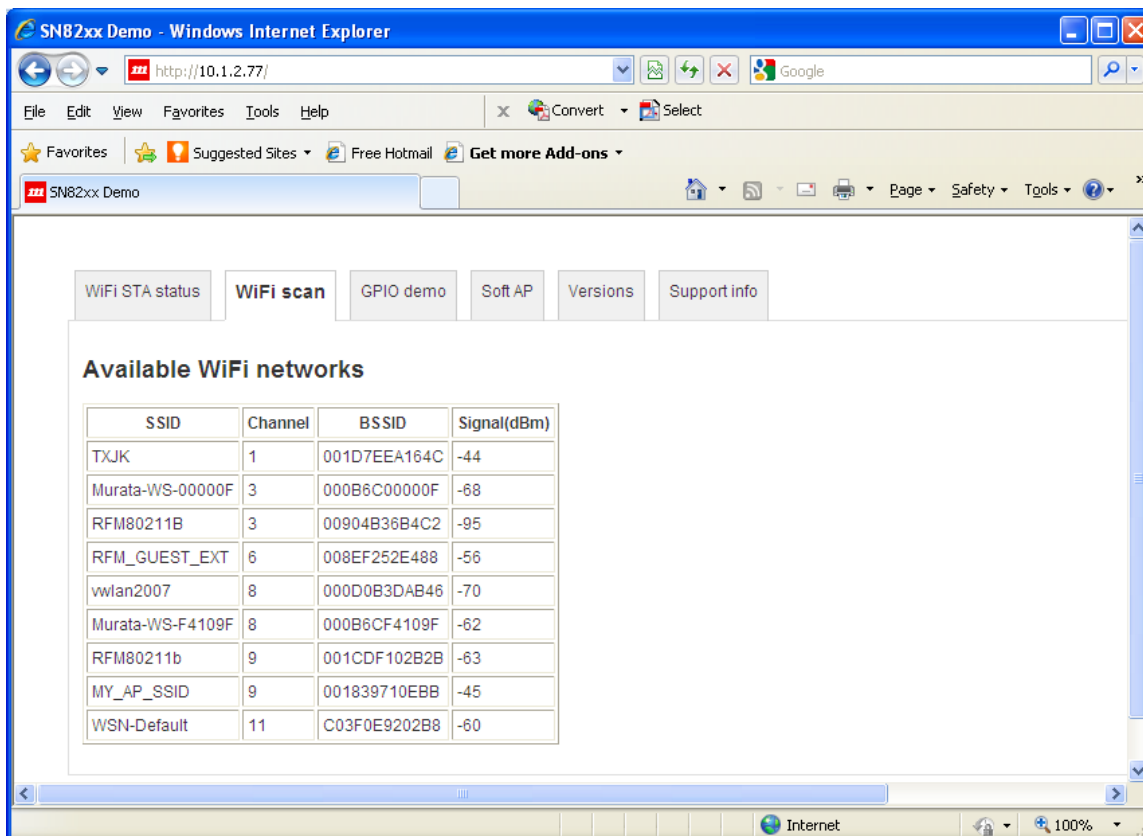 SN82xx Demo - Windows Internet Explorer
http://10.1.2.77/ Google
File Edit View Favorites Tools Help x Convert Select
Favorites Suggested Sites Free Hotmail Get more Add-ons
SN82xx Demo Page Safety Tools »
WiFi STA status WiFi scan GPIO demo Soft AP Versions Support info
Available WiFi networks
SSID Channel BSSID Signal(dBm)
TXJK 1 001D7EEA164C -44
Murata-WS-00000F 3 000B6C00000F -68
RFM80211B 3 00904B36B4C2 -95
RFM_GUEST_EXT 6 008EF252E488 -56
vwlan2007 8 000D0B3DAB46 -70
Murata-WS-F4109F 8 000B6CF4109F -62
RFM80211b 9 001CDF102B2B -63
MY_AP_SSID 9 001839710EBB -45
WSN-Default 11 C03F0E9202B8 -60
Internet 100%